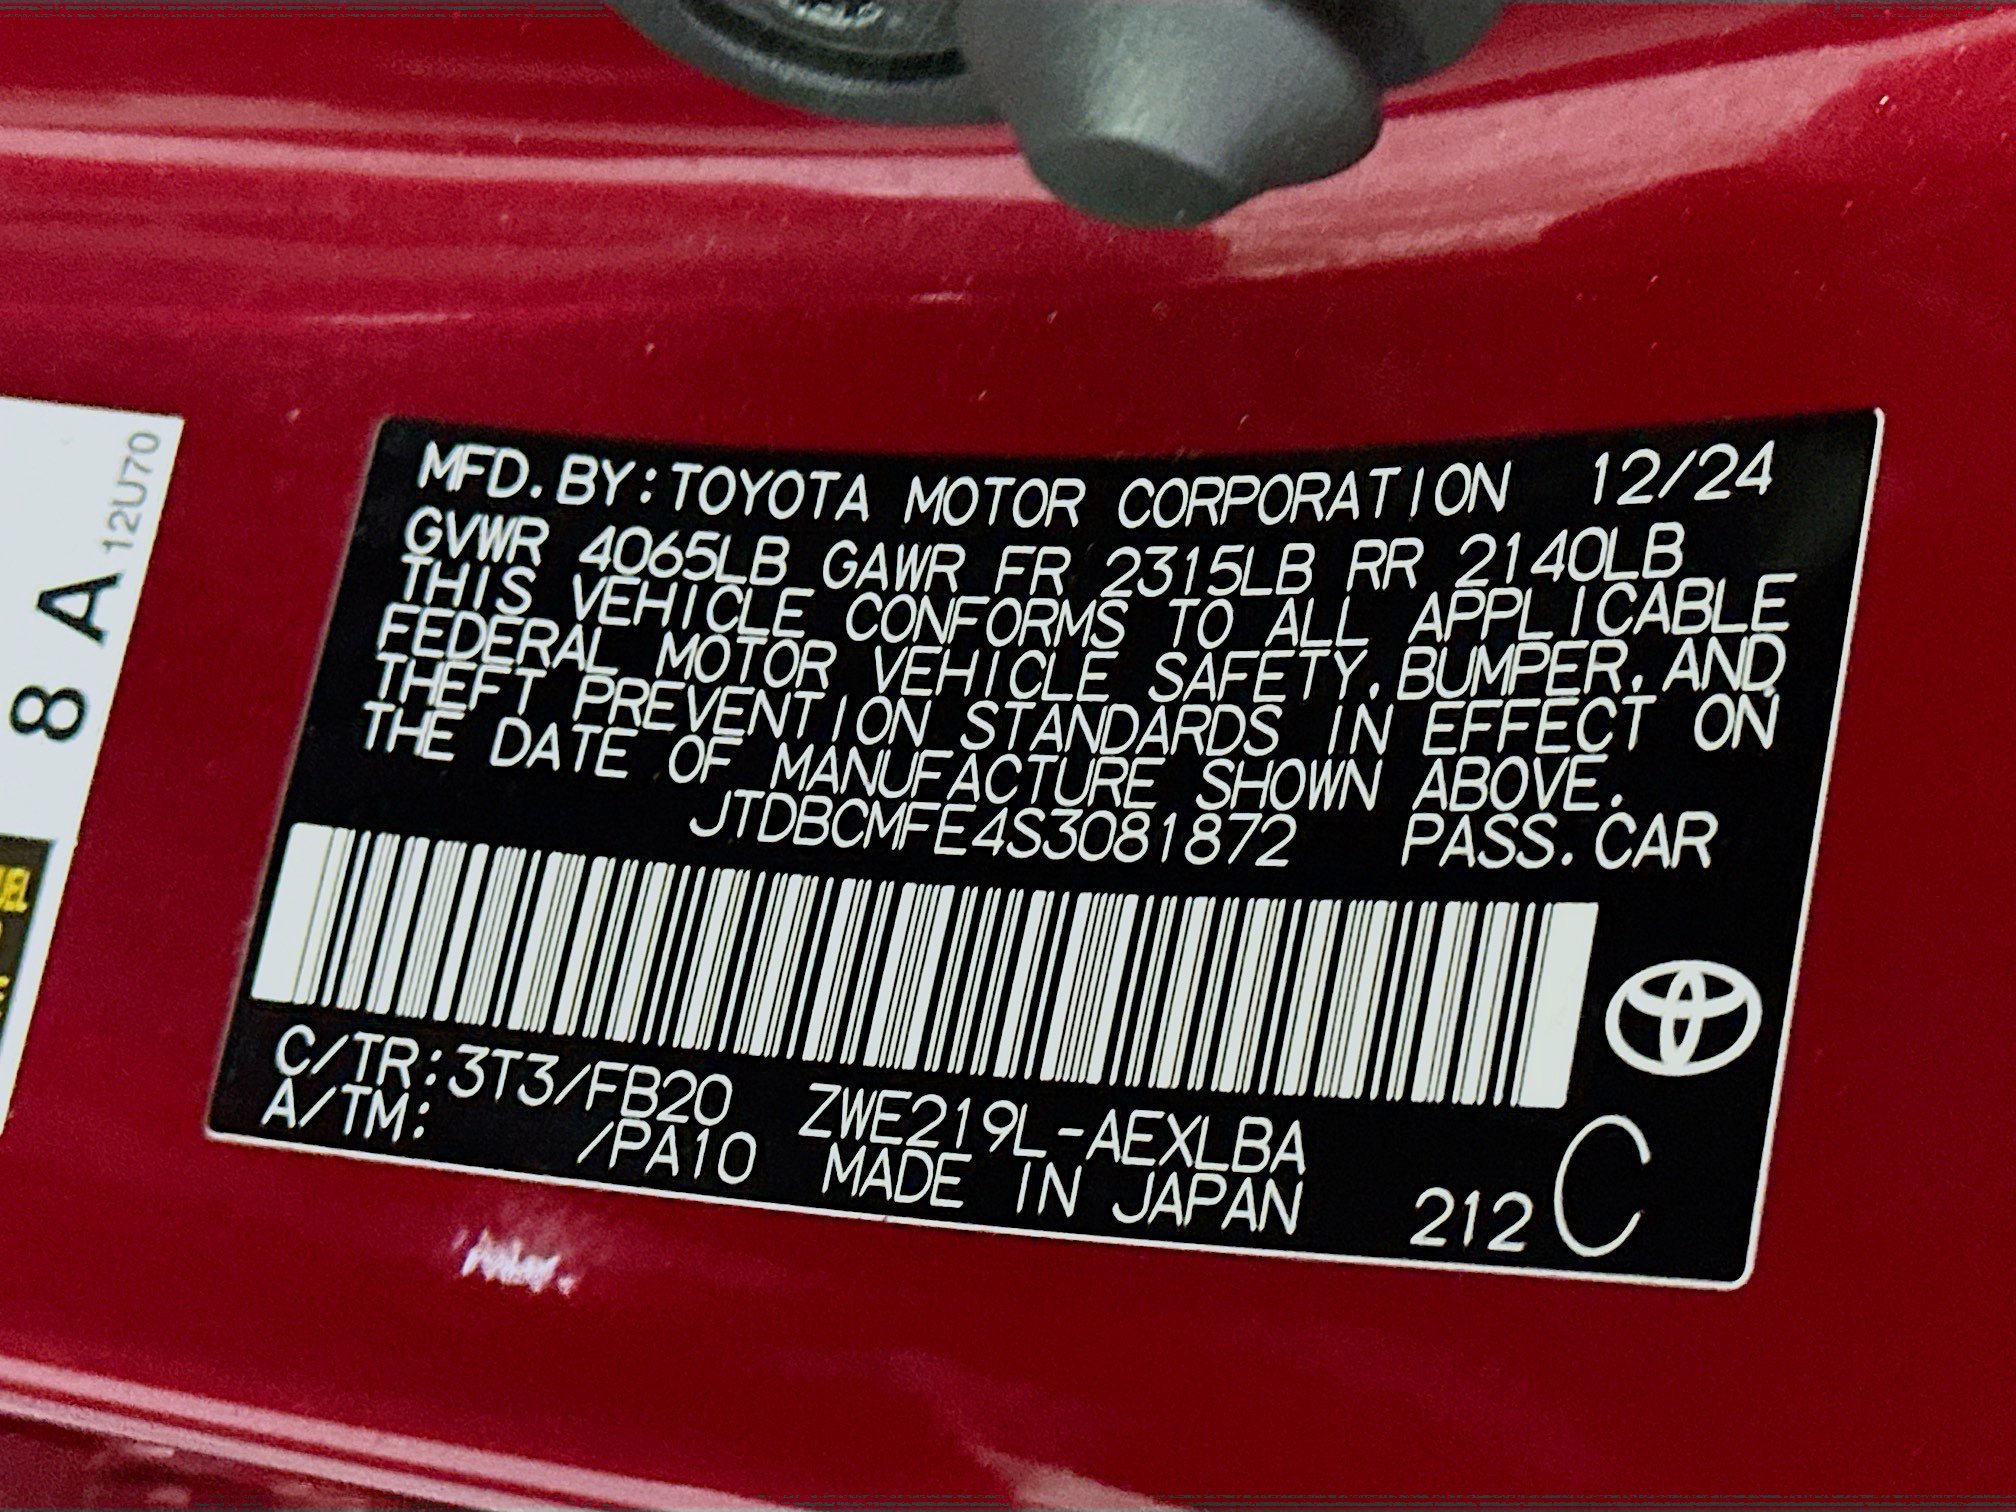 MFD. BY: TOYOTA MOTOR CORPORATION 12/24
GVWR 4065LB GAWR FR 2315LB RR 2140LB
THIS VEHICLE CONFORMS TO ALL APPLICABLE
FEDERAL MOTOR VEHICLE SAFETY, BUMPER, AND
THEFT PREVENTION STANDARDS IN EFFECT ON
THE DATE OF MANUFACTURE SHOWN ABOVE.
JTDBCMFE4S3081872 PASS. CAR
C/TR: 3T3/FB20 ZWE219L-AEXLBA
A/TM: /PA10 MADE IN JAPAN 212 C
8 A 12U70